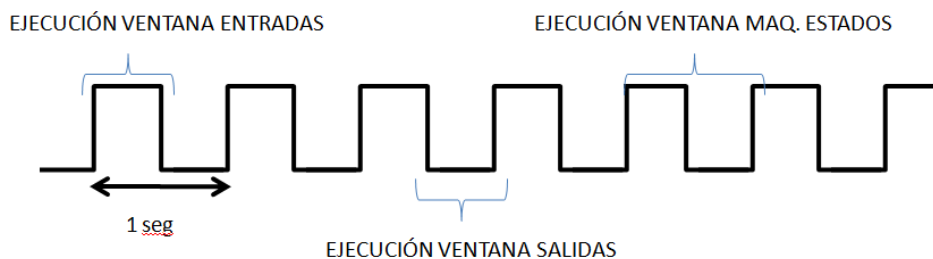 EJECUCIÓN VENTANA ENTRADAS
EJECUCIÓN VENTANA MAQ. ESTADOS
1 seg
EJECUCIÓN VENTANA SALIDAS